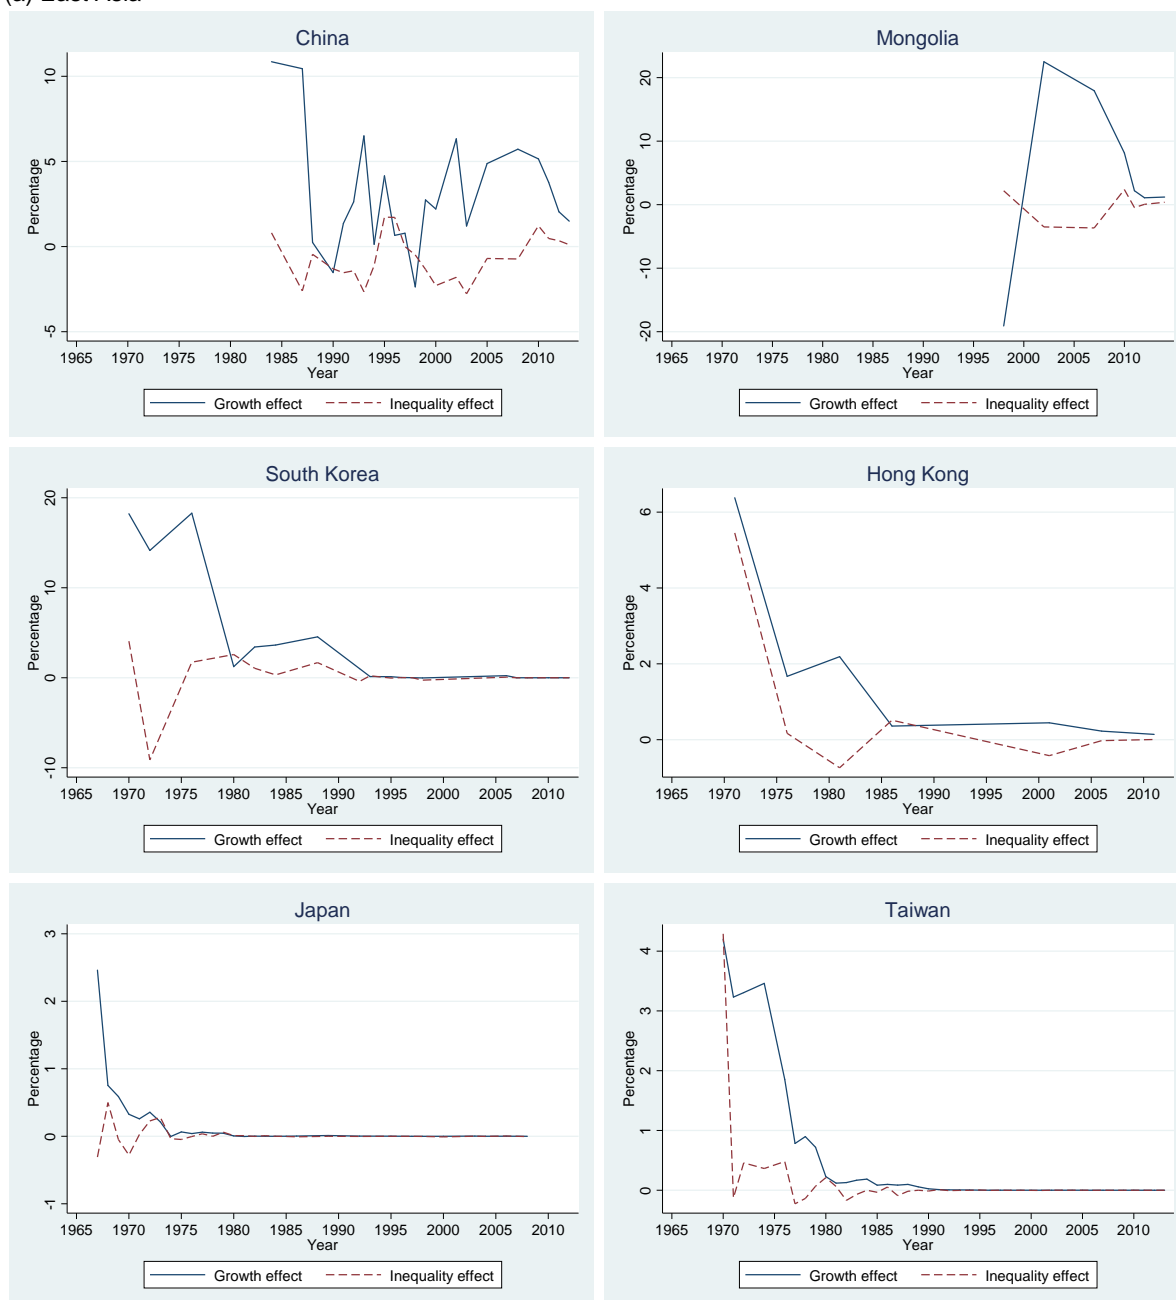 (a) East Asia
China
Percentage
10
5
0
-5
1965 1970 1975 1980 1985 1990 1995 2000 2005 2010
Year
Growth effect Inequality effect
Mongolia
Percentage
20
10
0
-10
-20
1965 1970 1975 1980 1985 1990 1995 2000 2005 2010
Year
Growth effect Inequality effect
South Korea
Percentage
20
10
0
-10
1965 1970 1975 1980 1985 1990 1995 2000 2005 2010
Year
Growth effect Inequality effect
Hong Kong
Percentage
6
4
2
0
1965 1970 1975 1980 1985 1990 1995 2000 2005 2010
Year
Growth effect Inequality effect
Japan
Percentage
3
2
1
0
-1
1965 1970 1975 1980 1985 1990 1995 2000 2005 2010
Year
Growth effect Inequality effect
Taiwan
Percentage
4
3
2
1
0
1965 1970 1975 1980 1985 1990 1995 2000 2005 2010
Year
Growth effect Inequality effect